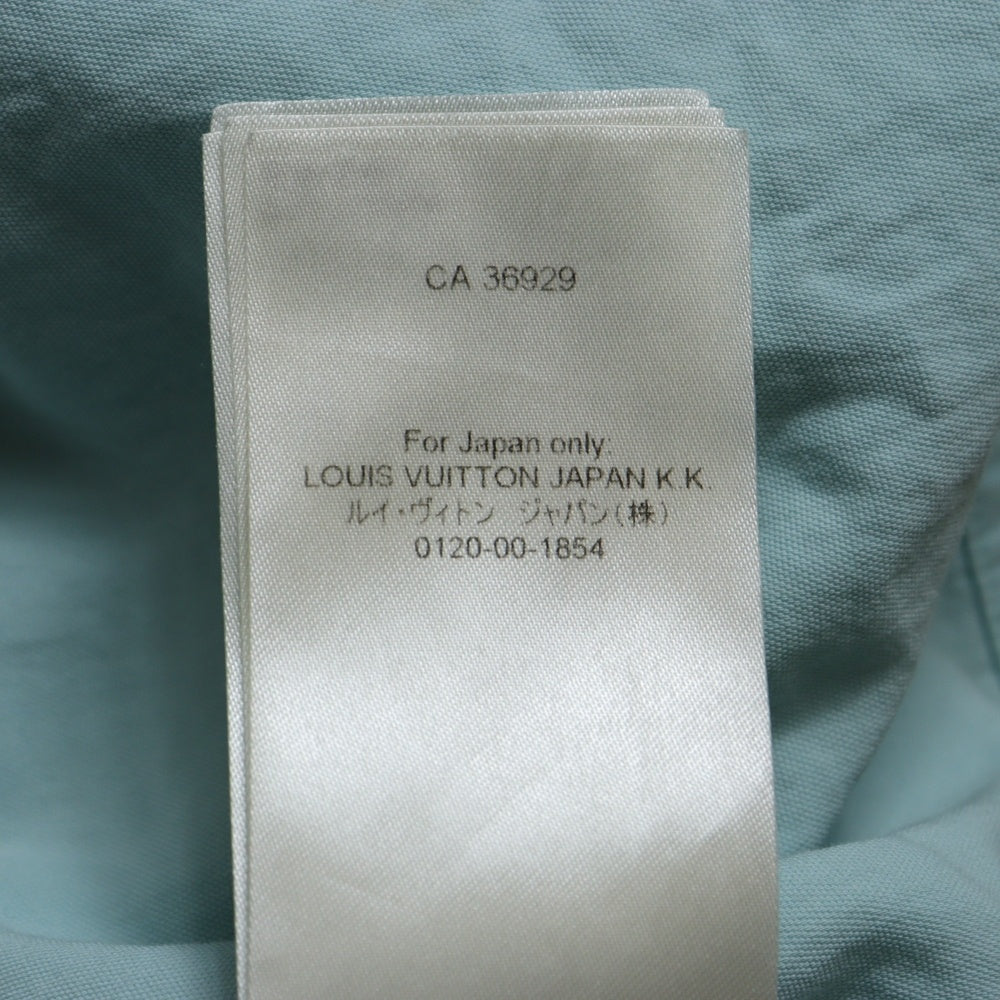 CA 36929
For Japan only:
LOUIS VUITTON JAPAN K.K.
ルイ・ヴィトン ジャパン(株)
0120-00-1854